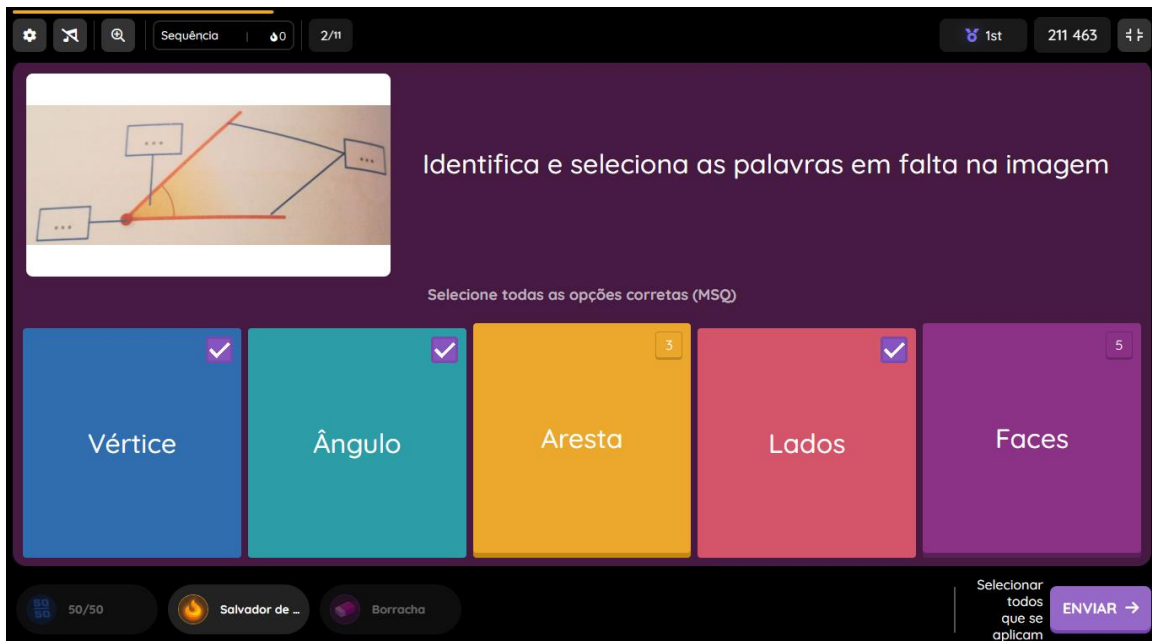 Sequência | 0
2/11
1st
211 463
...
...
...
Identifica e seleciona as palavras em falta na imagem
Selecione todas as opções corretas (MSQ)
3
5
Vértice
Ângulo
Aresta
Lados
Faces
50/50
50/50
Salvador de ...
Borracha
Selecionar
todos
que se
aplicam
ENVIAR →